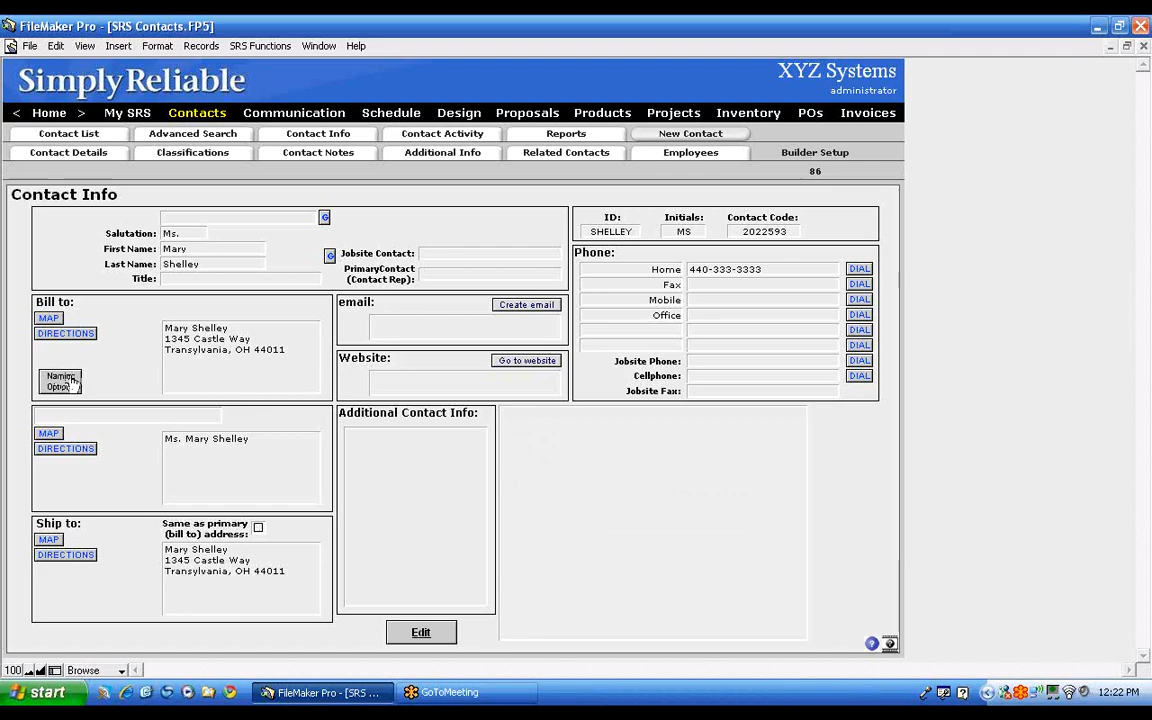 FileMaker Pro - [SRS Contacts.FP5]
File Edit View Insert Format Records SRS Functions Window Help
SimplyReliable
XYZ Systems
administrator
< Home > My SRS Contacts Communication Schedule Design Proposals Products Projects Inventory POs Invoices
Contact List Advanced Search Contact Info Contact Activity Reports New Contact
Contact Details Classifications Contact Notes Additional Info Related Contacts Employees Builder Setup
86
Contact Info
G
Salutation: Ms.
First Name: Mary
Last Name: Shelley
Title:
G Jobsite Contact:
PrimaryContact
(Contact Rep):
ID: Initials: Contact Code:
SHELLEY MS 2022593
Phone:
Home 440-333-3333 DIAL
Fax DIAL
Mobile DIAL
Office DIAL
DIAL
DIAL
Jobsite Phone: DIAL
Cellphone: DIAL
Jobsite Fax:
Bill to:
MAP
DIRECTIONS
Mary Shelley
1345 Castle Way
Transylvania, OH 44011
email: Create email
Website: Go to website
MAP
DIRECTIONS
Ms. Mary Shelley
Additional Contact Info:
Ship to:
Same as primary
(bill to) address:
MAP
DIRECTIONS
Mary Shelley
1345 Castle Way
Transylvania, OH 44011
Edit
100 Browse
start FileMaker Pro - [SRS ... GoToMeeting 12:22 PM